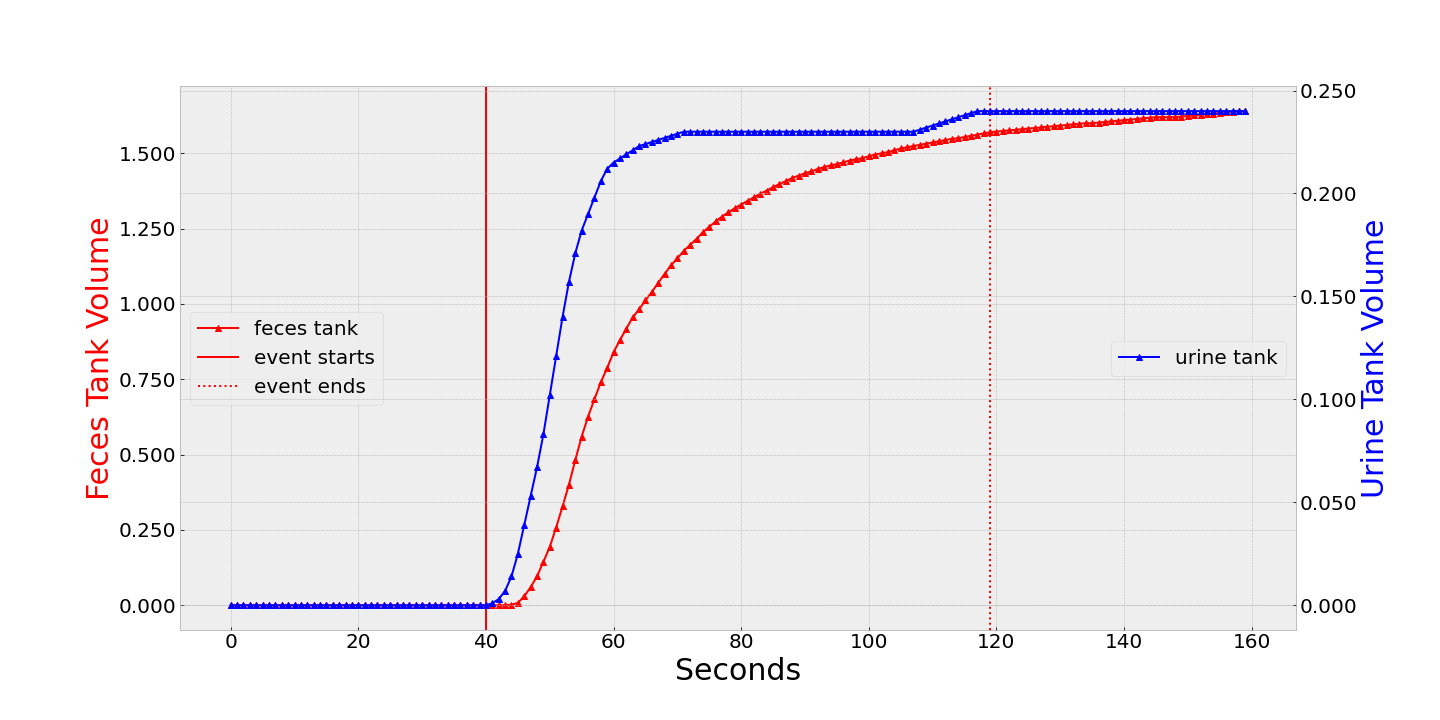 Feces Tank Volume
1.500
1.250
1.000
0.750
0.500
0.250
0.000
feces tank
event starts
event ends
urine tank
0.250
0.200
0.150
0.100
0.050
0.000
Urine Tank Volume
0 20 40 60 80 100 120 140 160
Seconds